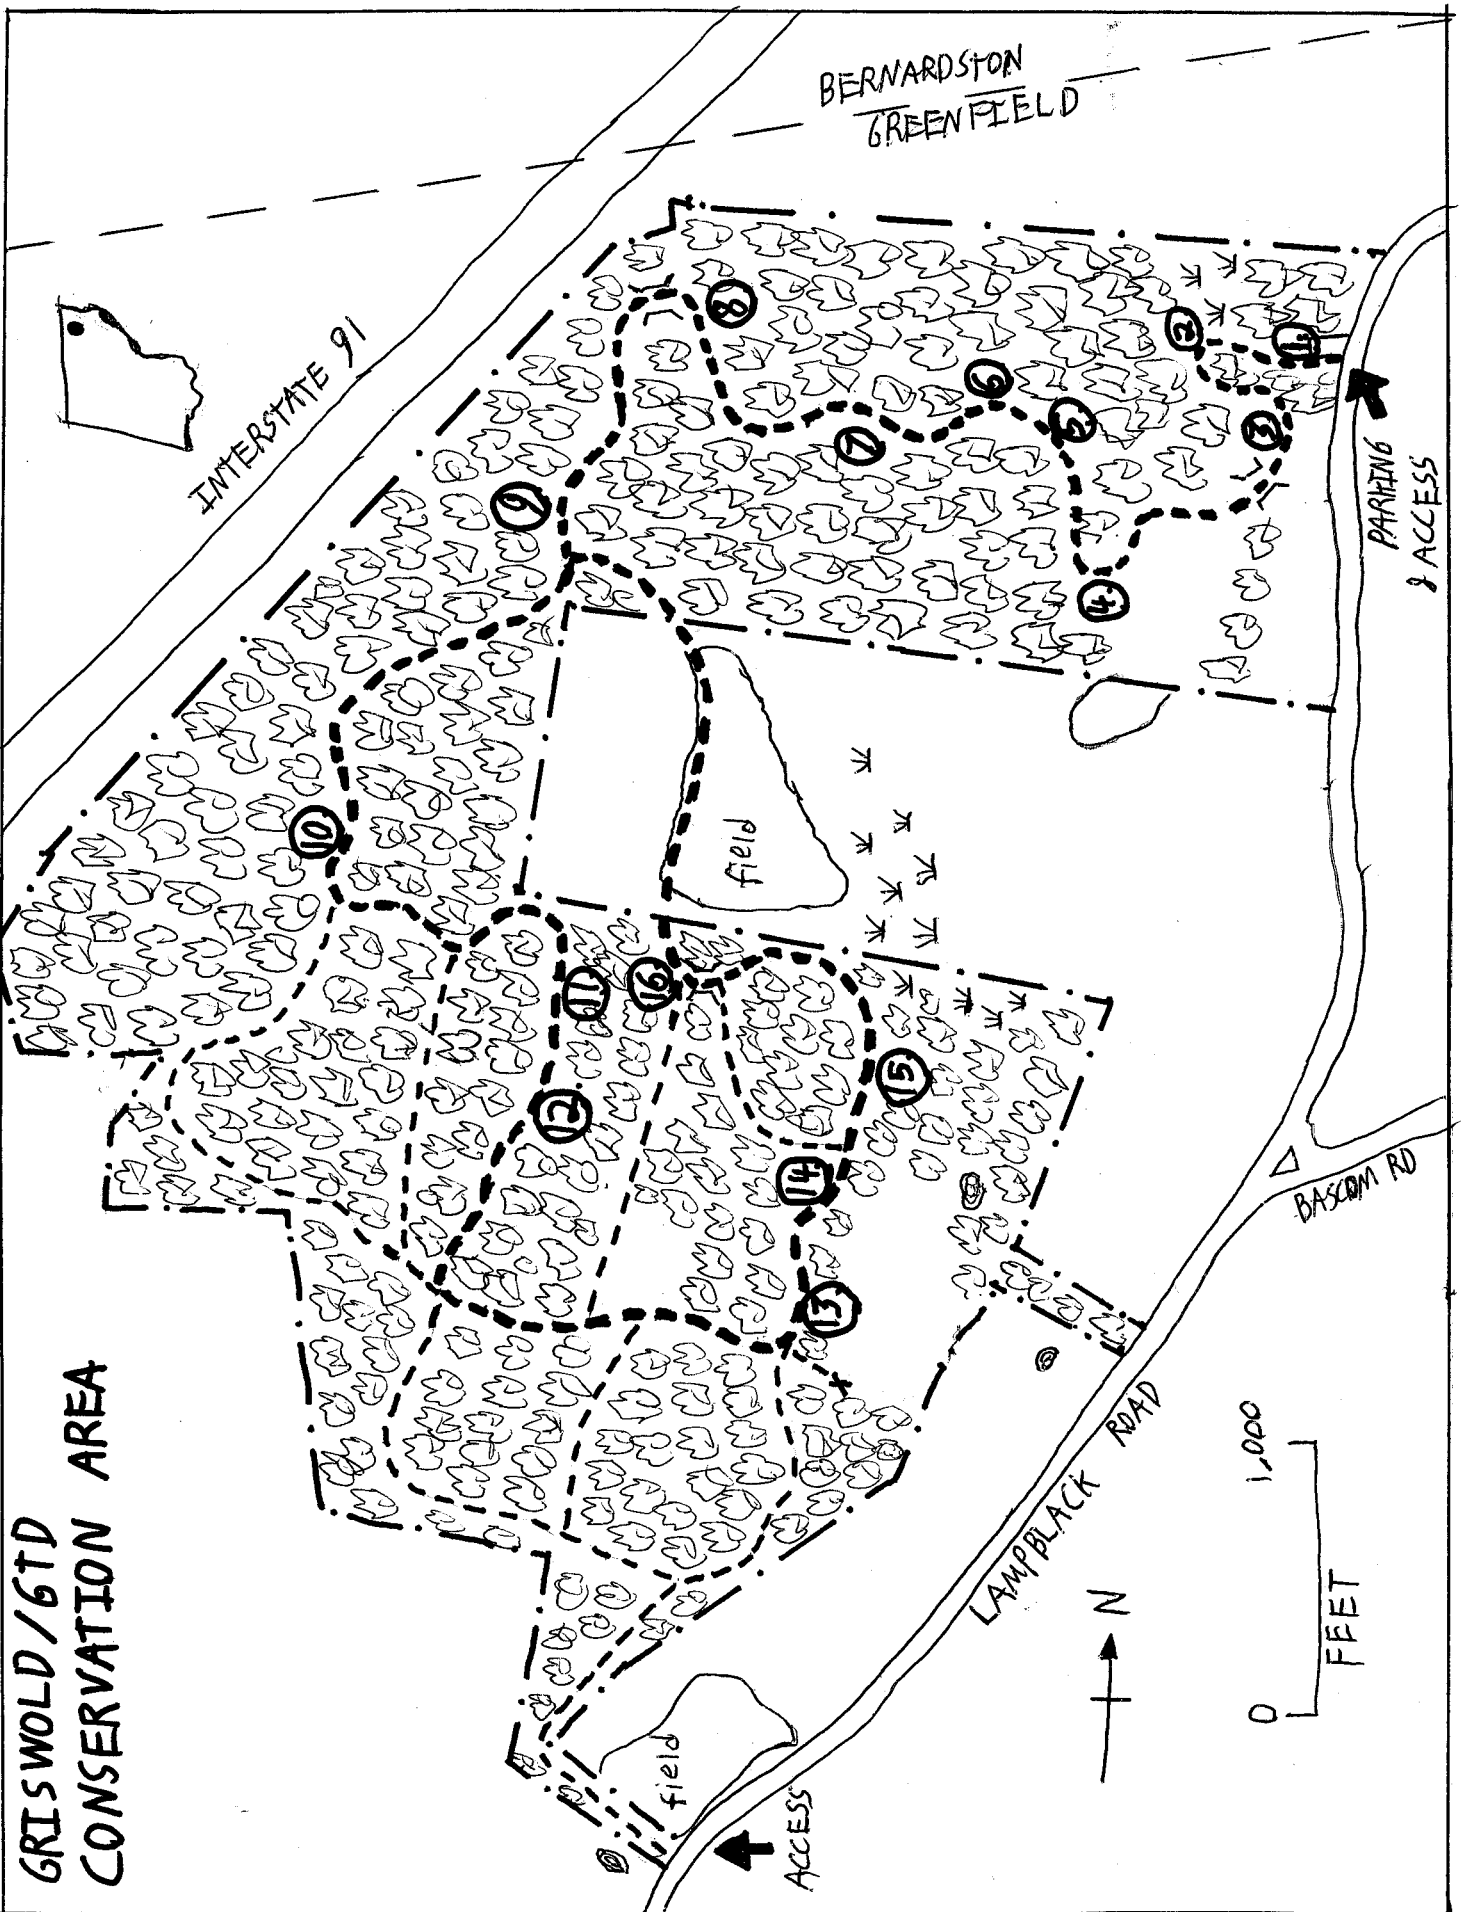 GRISWOLD/GTD
CONSERVATION AREA
INTERSTATE 91
BERNARDSTON
GREENFIELD
1.
2
3
4.
5
6
7
8
9
10
11
12
13
14
15
16
field
field
PARKING
& ACCESS
BASCOM RD
LAMPBLACK ROAD
ACCESS
N
0 1,000
FEET